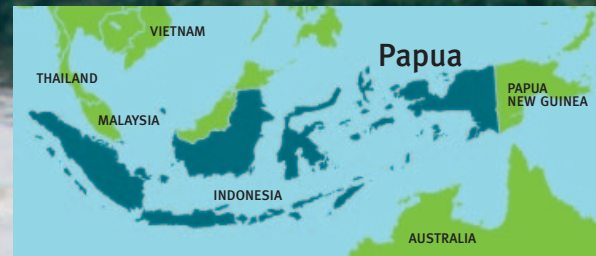 VIETNAM
Papua
THAILAND
PAPUA
NEW GUINEA
MALAYSIA
INDONESIA
AUSTRALIA